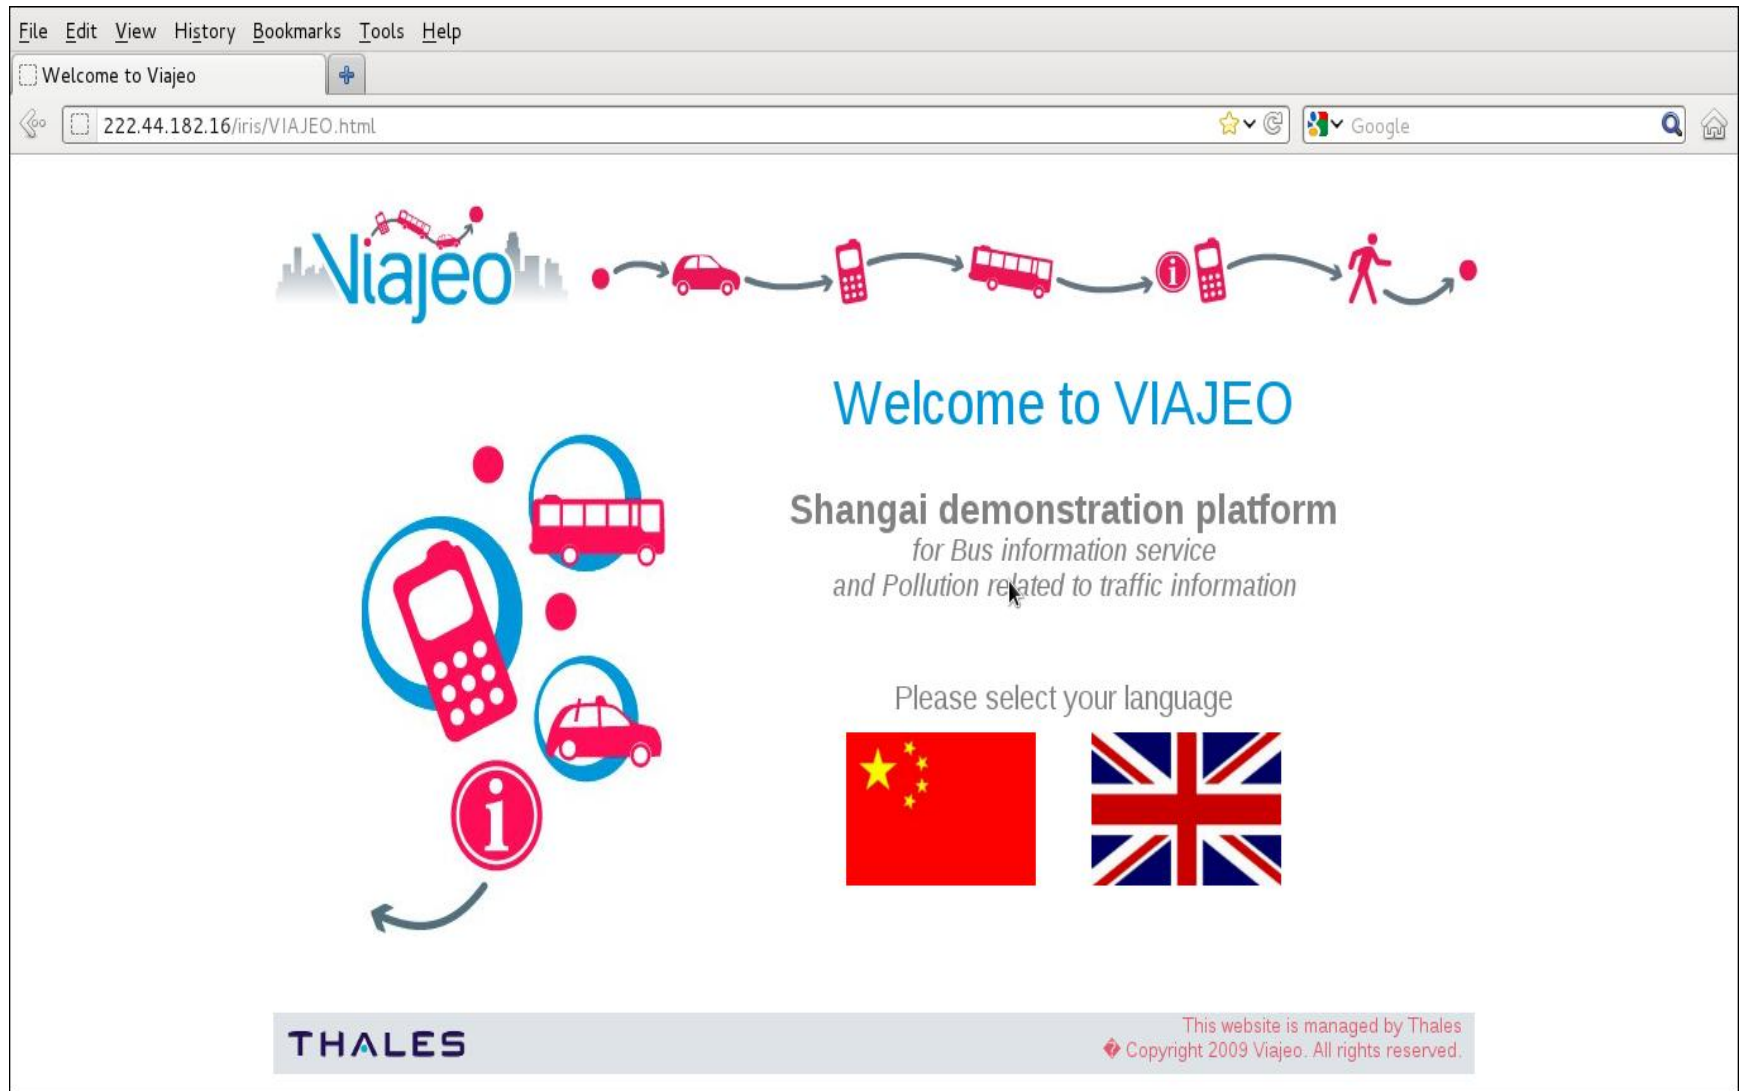 File Edit View History Bookmarks Tools Help
Welcome to Viajeo
222.44.182.16/iris/VIAJEO.html
Google
Viajeo
i
Welcome to VIAJEO
Shangai demonstration platform
for Bus information service
and Pollution related to traffic information
Please select your language
i
THALES
This website is managed by Thales
� Copyright 2009 Viajeo. All rights reserved.